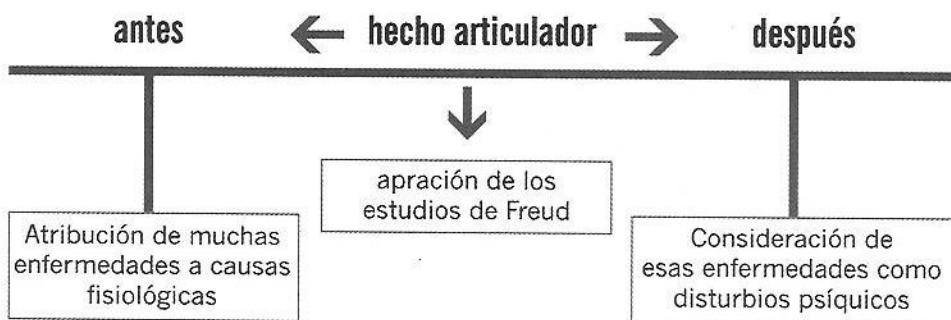 antes ← hecho articulador → después
apración de los
estudios de Freud
Atribución de muchas
enfermedades a causas
fisiológicas
Consideración de
esas enfermedades como
disturbios psíquicos